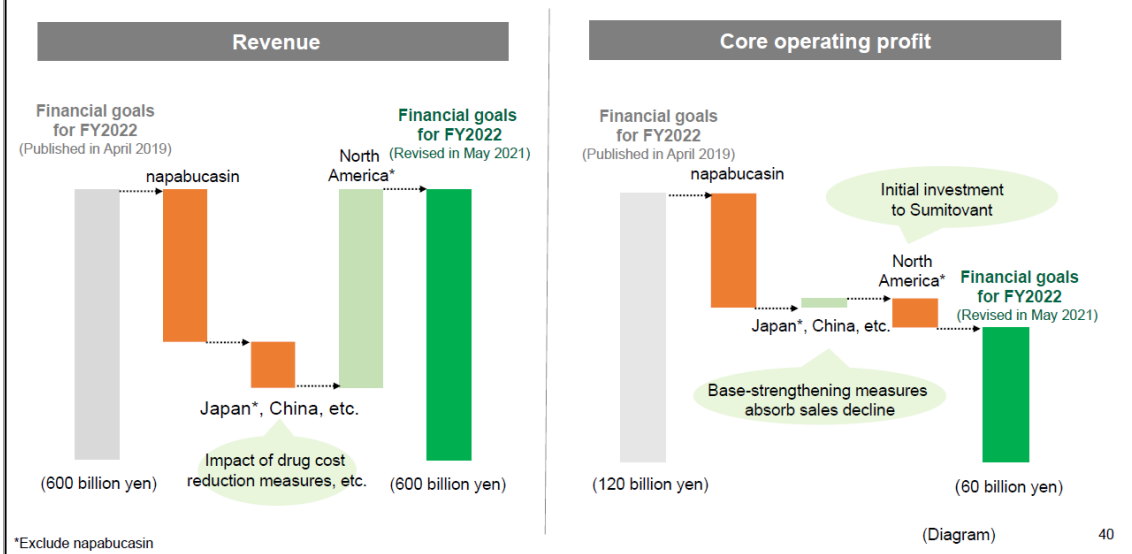 Revenue
Financial goals
for FY2022
(Published in April 2019)
napabucasin
North
America*
Financial goals
for FY2022
(Revised in May 2021)
Japan*, China, etc.
Impact of drug cost
reduction measures, etc.
(600 billion yen)
(600 billion yen)
*Exclude napabucasin
Core operating profit
Financial goals
for FY2022
(Published in April 2019)
napabucasin
Initial investment
to Sumitovant
North
America*
Financial goals
for FY2022
(Revised in May 2021)
Japan*, China, etc.
Base-strengthening measures
absorb sales decline
(120 billion yen)
(60 billion yen)
(Diagram)
40